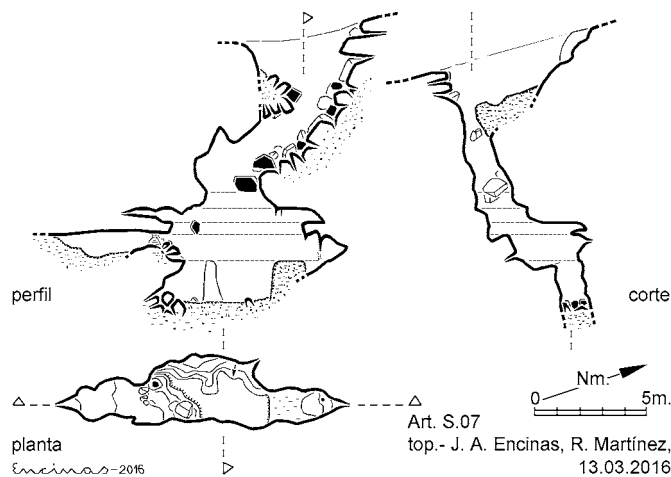 perfil
corte
Nm.
0 5m.
planta
Encinas-2016
Art. S.07
top.- J. A. Encinas, R. Martínez,
13.03.2016